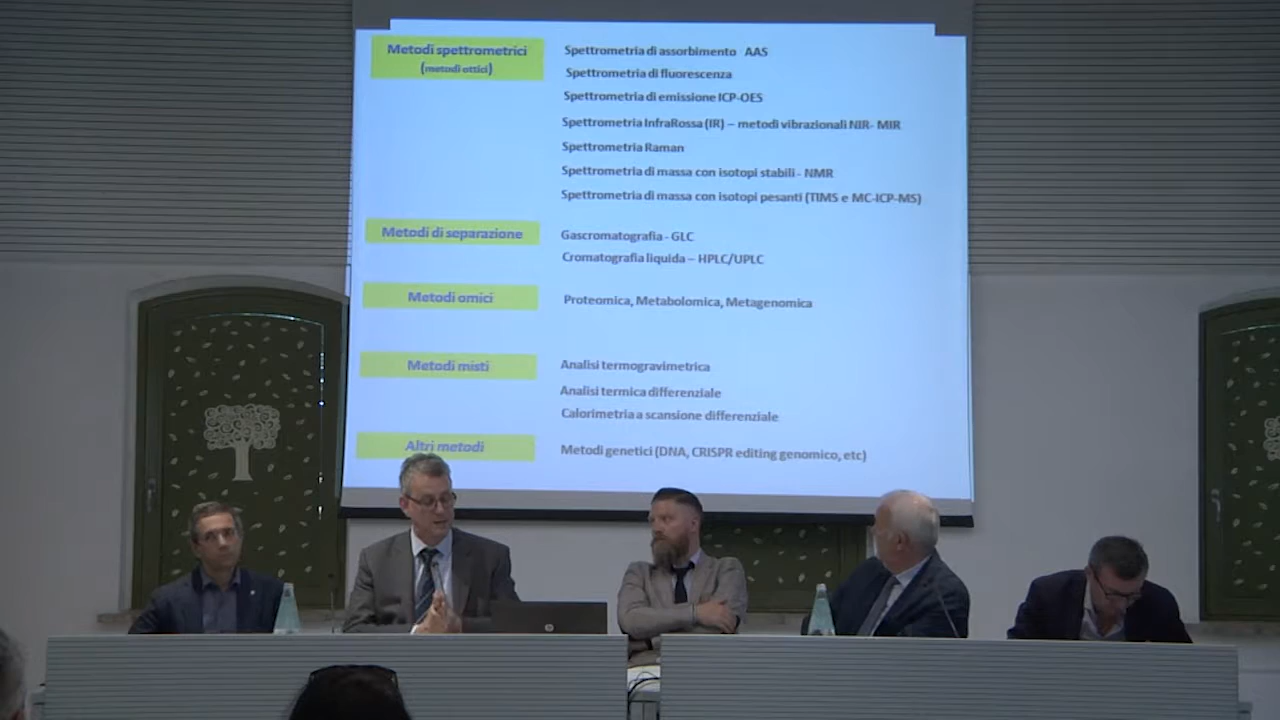 Metodi spettrometrici
(metodi ottici)
Spettrometria di assorbimento AAS
Spettrometria di fluorescenza
Spettrometria di emissione ICP-OES
Spettrometria InfraRossa (IR) – metodi vibrazionali NIR- MIR
Spettrometria Raman
Spettrometria di massa con isotopi stabili - NMR
Spettrometria di massa con isotopi pesanti (TIMS e MC-ICP-MS)
Metodi di separazione
Gascromatografia - GLC
Cromatografia liquida – HPLC/UPLC
Metodi omici
Proteomica, Metabolomica, Metagenomica
Metodi misti
Analisi termogravimetrica
Analisi termica differenziale
Calorimetria a scansione differenziale
Altri metodi
Metodi genetici (DNA, CRISPR editing genomico, etc)